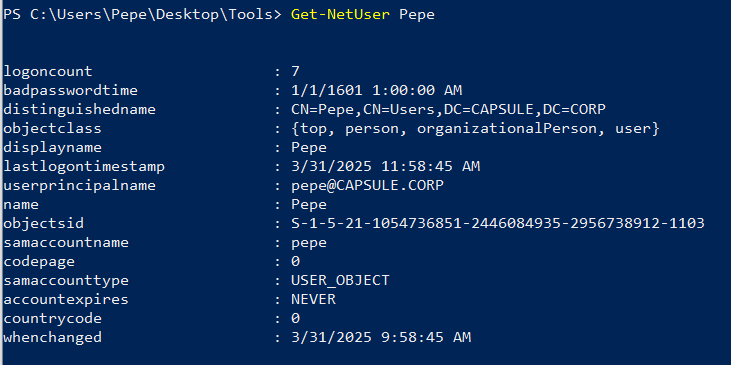 PS C:\Users\Pepe\Desktop\Tools> Get-NetUser Pepe
logoncount : 7
badpasswordtime : 1/1/1601 1:00:00 AM
distinguishedname : CN=Pepe,CN=Users,DC=CAPSULE,DC=CORP
objectclass : {top, person, organizationalPerson, user}
displayname : Pepe
lastlogontimestamp : 3/31/2025 11:58:45 AM
userprincipalname : pepe@CAPSULE.CORP
name : Pepe
objectsid : S-1-5-21-1054736851-2446084935-2956738912-1103
samaccountname : pepe
codepage : 0
samaccounttype : USER_OBJECT
accountexpires : NEVER
countrycode : 0
whenchanged : 3/31/2025 9:58:45 AM